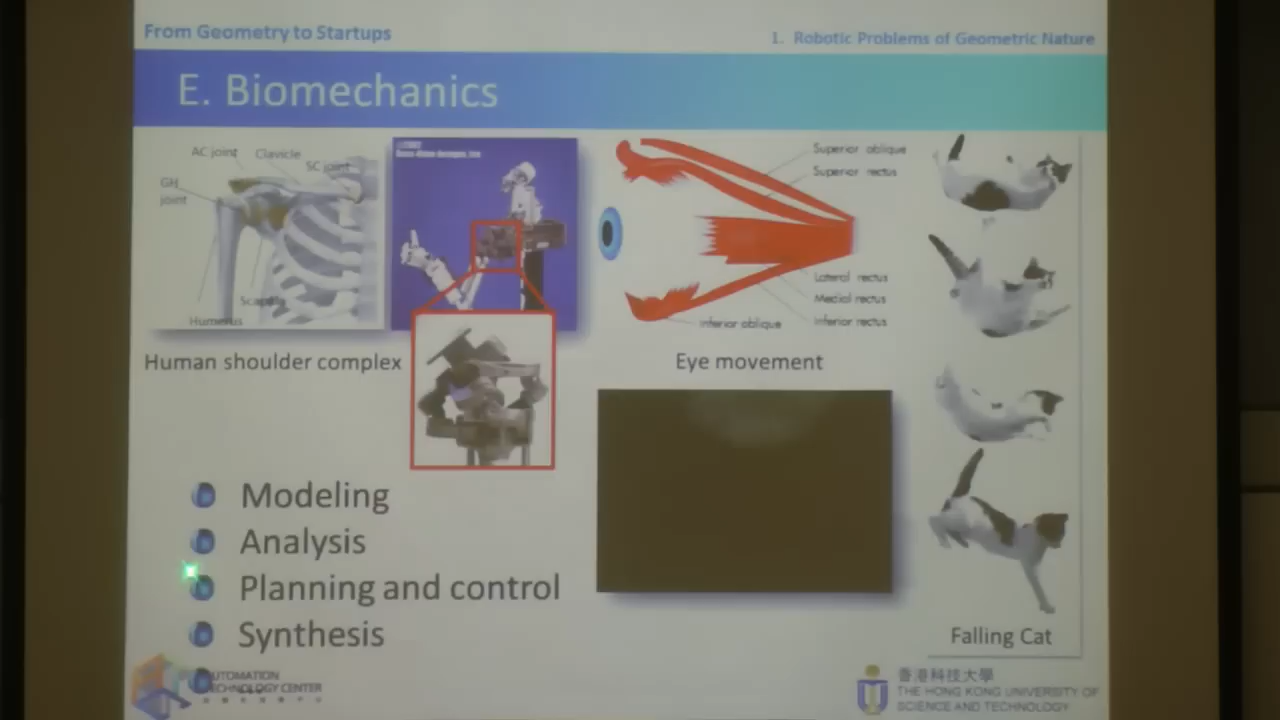 From Geometry to Startups
1. Robotic Problems of Geometric Nature
E. Biomechanics
AC joint
Clavicle
SC joint
GH
joint
Scapula
Humerus
Human shoulder complex
Superior oblique
Superior rectus
Lateral rectus
Medial rectus
Inferior rectus
Inferior oblique
Eye movement
Falling Cat
Modeling
Analysis
Planning and control
Synthesis
AUTOMATION
TECHNOLOGY CENTER
香港科技大學
THE HONG KONG UNIVERSITY OF
SCIENCE AND TECHNOLOGY